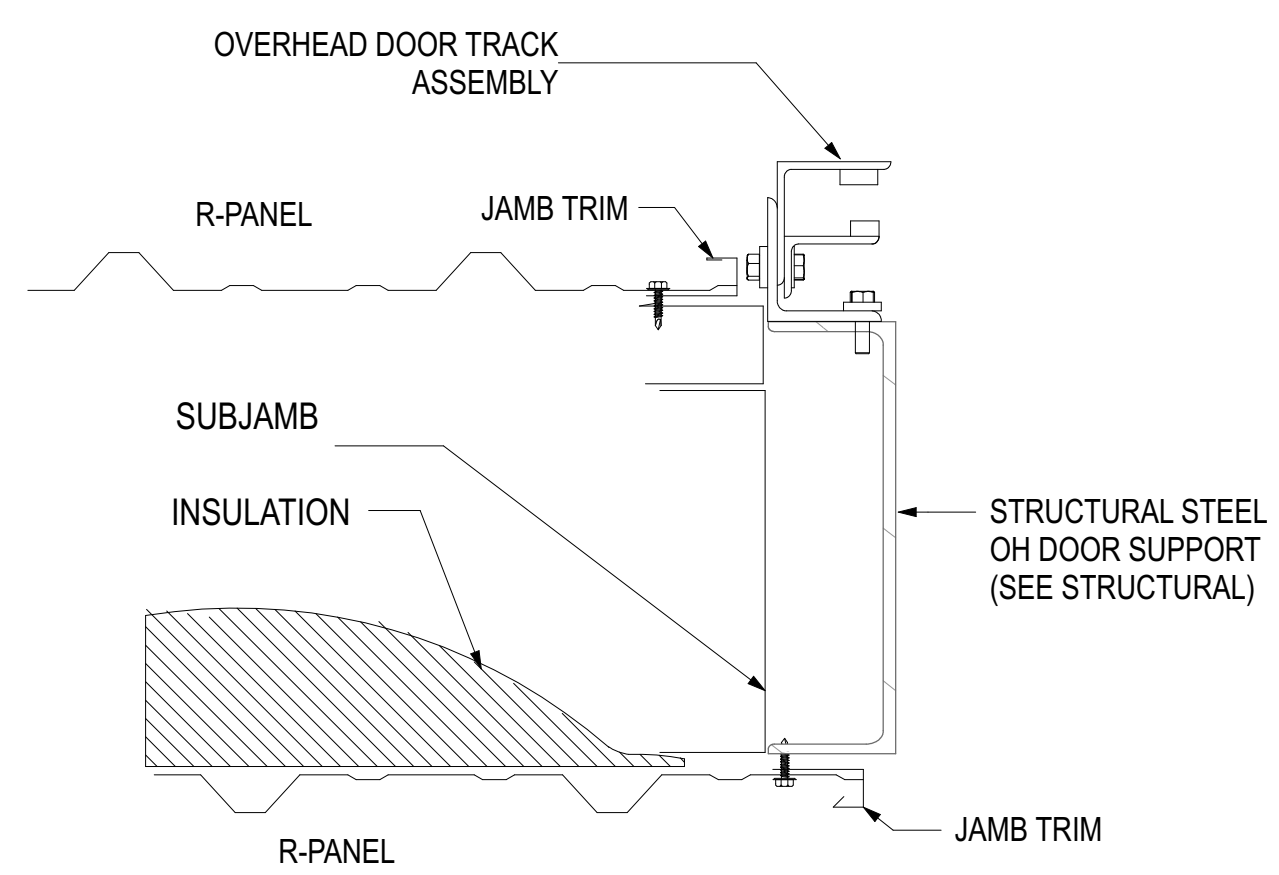 OVERHEAD DOOR TRACK
ASSEMBLY
R-PANEL
JAMB TRIM
SUBJAMB
INSULATION
STRUCTURAL STEEL
OH DOOR SUPPORT
(SEE STRUCTURAL)
JAMB TRIM
R-PANEL